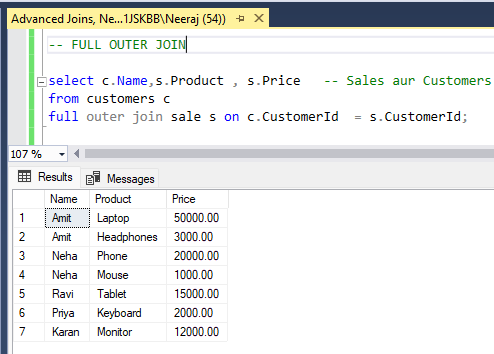 Advanced Joins, Ne...1JSKBB\Neeraj (54))
-- FULL OUTER JOIN
select c.Name,s.Product , s.Price -- Sales aur Customers
from customers c
full outer join sale s on c.CustomerId = s.CustomerId;
107 %
Results Messages
Name Product Price
1 Amit Laptop 50000.00
2 Amit Headphones 3000.00
3 Neha Phone 20000.00
4 Neha Mouse 1000.00
5 Ravi Tablet 15000.00
6 Priya Keyboard 2000.00
7 Karan Monitor 12000.00